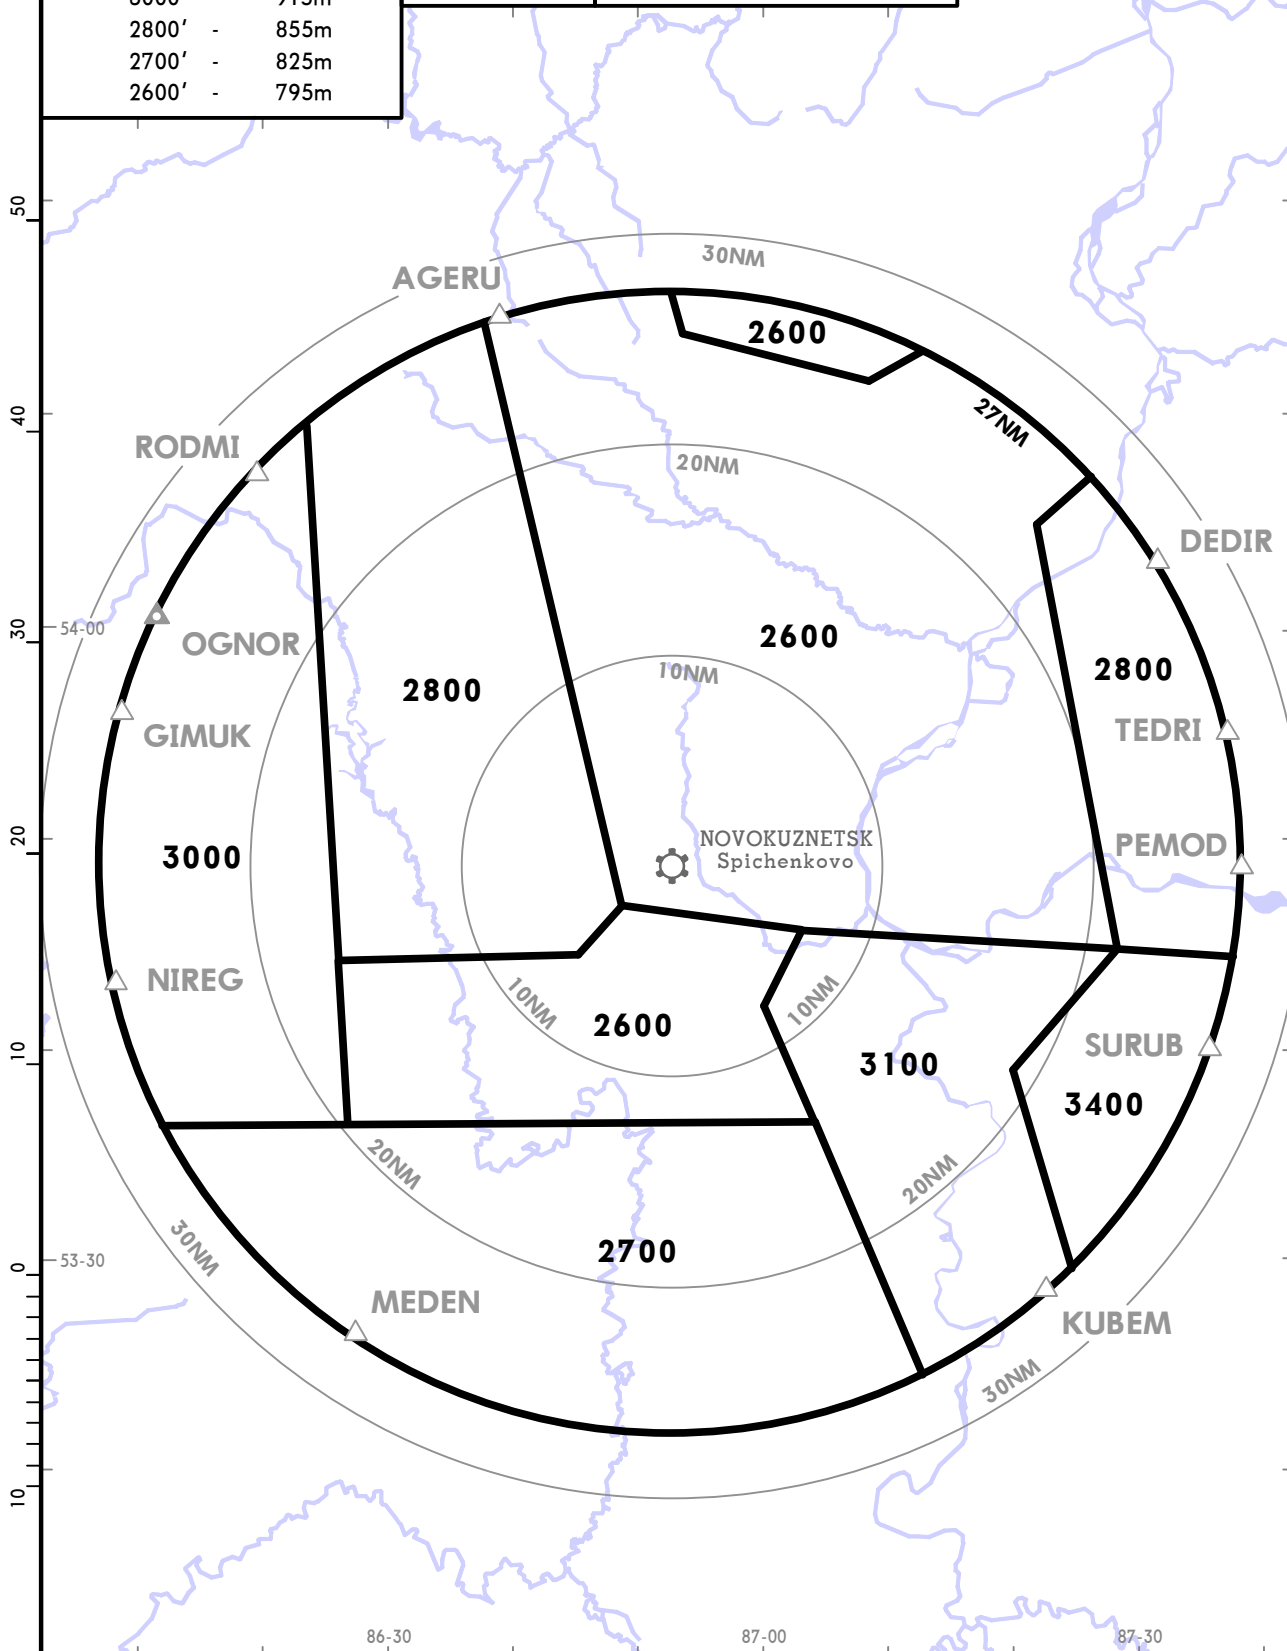 3000' - 915m
2800' - 855m
2700' - 825m
2600' - 795m
50
30NM
AGERU
2600
40
27NM
RODMI
20NM
DEDIR
54-00
30
OGNOR
2600
2800
10NM
2800
GIMUK
TEDRI
20
NOVOKUZNETSK
Spichenkovo
PEMOD
3000
NIREG
10NM
10NM
2600
SURUB
10
3100
3400
20NM
20NM
30NM
2700
53-30
0
MEDEN
KUBEM
30NM
10
86-30
87-00
87-30